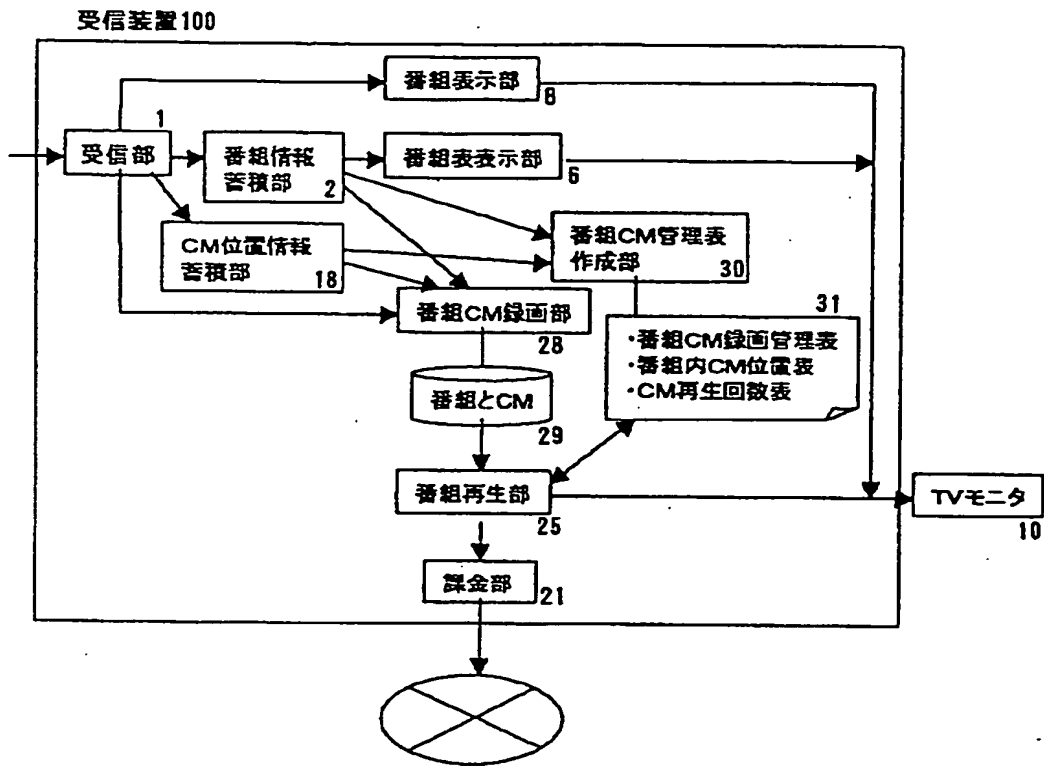 受信装置100
番組表示部
8
1
受信部
番組情報
蓄積部
2
番組表表示部
6
CM位置情報
蓄積部
18
番組CM管理表
作成部
30
番組CM録画部
28
31
・番組CM録画管理表
・番組内CM位置表
・CM再生回数表
番組とCM
29
番組再生部
25
TVモニタ
10
課金部
21